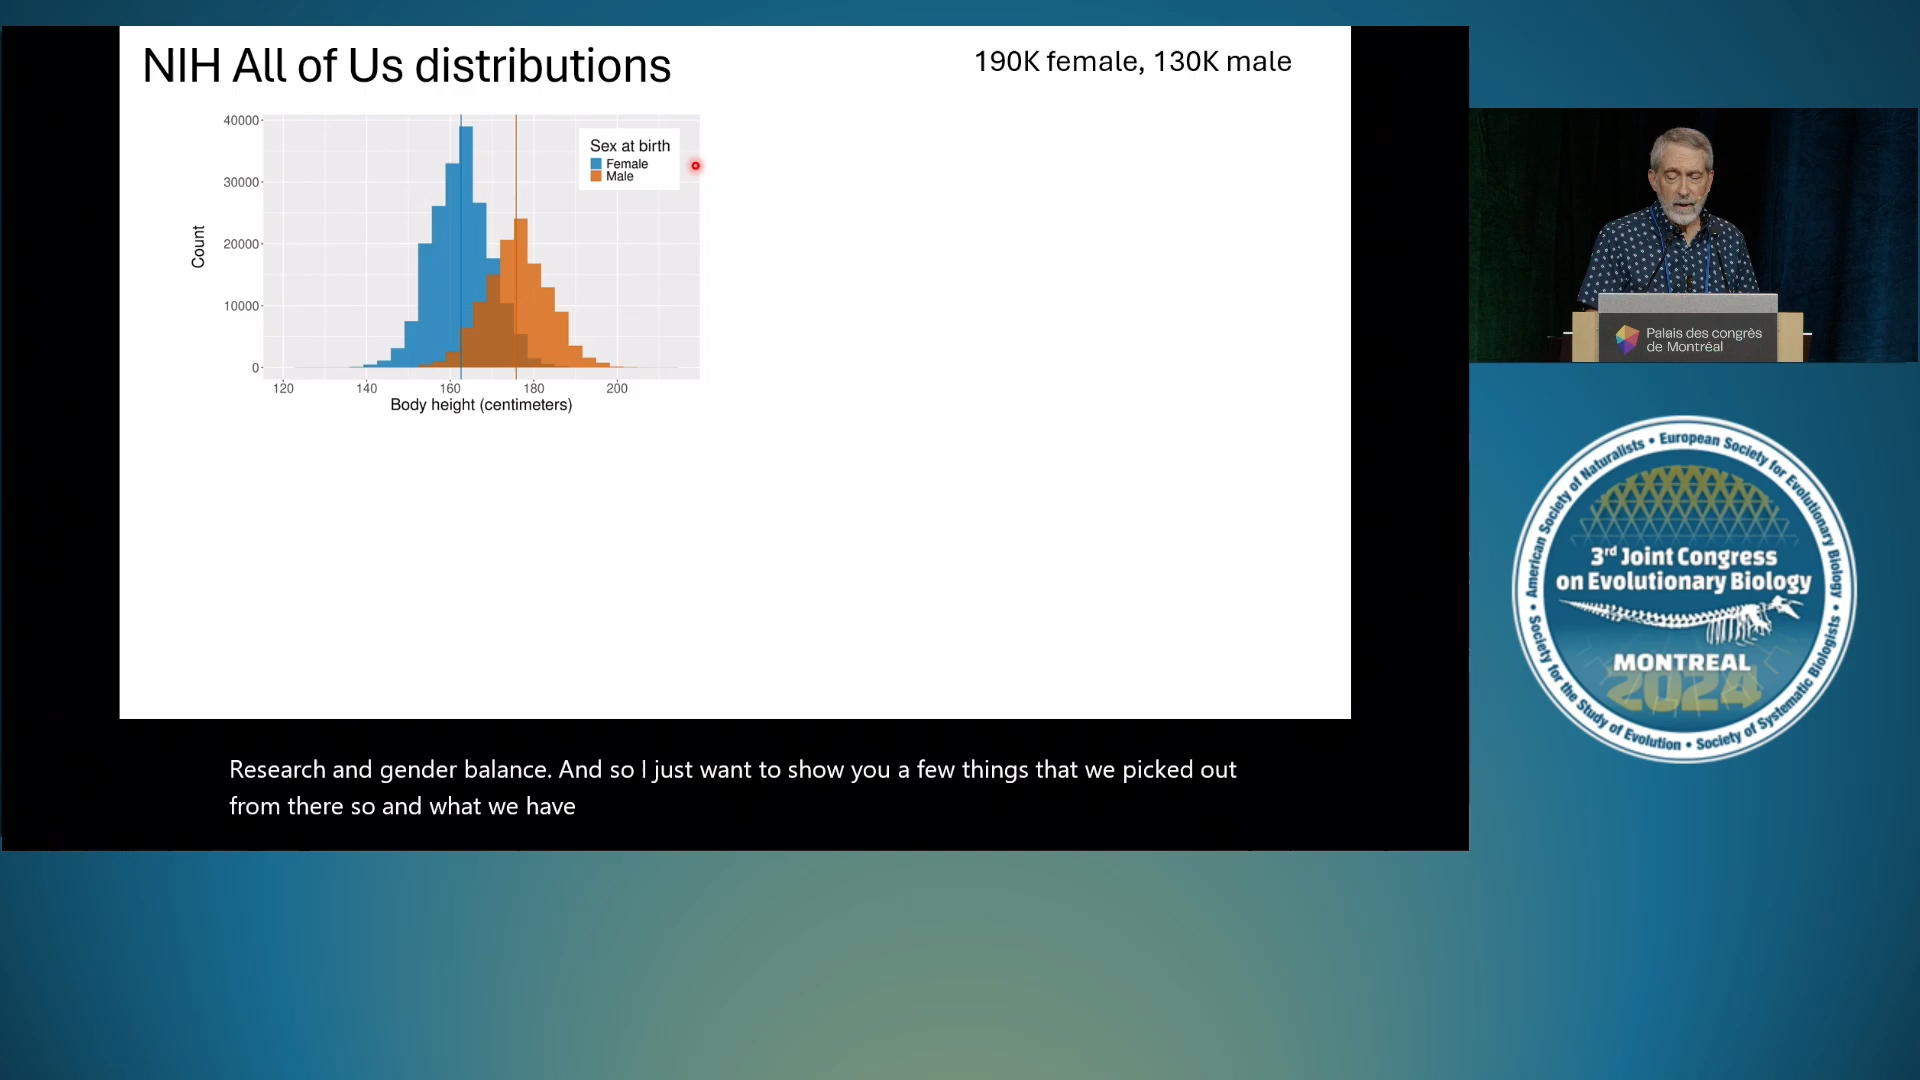 NIH All of Us distributions
190K female, 130K male
40000
30000
20000
10000
0
Count
Sex at birth
Female
Male
120 140 160 180 200
Body height (centimeters)
Palais des congrès
de Montréal
American Society of Naturalists • European Society for Evolutionary Biology • Society of Systematic Biologists • Society for the Study of Evolution •
3rd Joint Congress
on Evolutionary Biology
MONTREAL
2024
Research and gender balance. And so I just want to show you a few things that we picked out
from there so and what we have